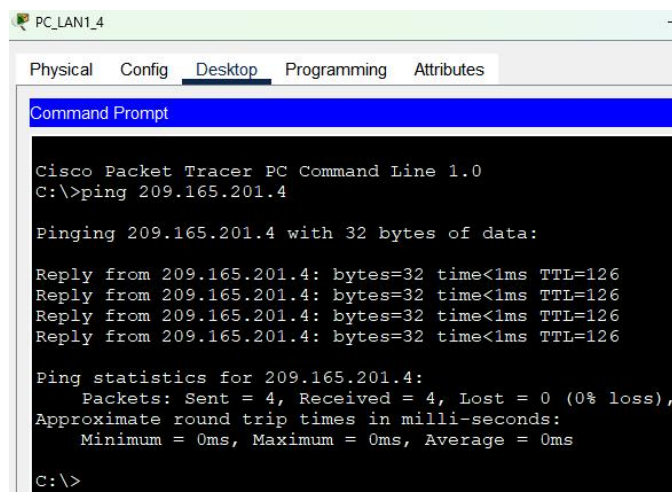 PC_LAN1_4
Physical Config Desktop Programming Attributes
Command Prompt
Cisco Packet Tracer PC Command Line 1.0
C:\>ping 209.165.201.4
Pinging 209.165.201.4 with 32 bytes of data:
Reply from 209.165.201.4: bytes=32 time<1ms TTL=126
Reply from 209.165.201.4: bytes=32 time<1ms TTL=126
Reply from 209.165.201.4: bytes=32 time<1ms TTL=126
Reply from 209.165.201.4: bytes=32 time<1ms TTL=126
Ping statistics for 209.165.201.4:
Packets: Sent = 4, Received = 4, Lost = 0 (0% loss),
Approximate round trip times in milli-seconds:
Minimum = 0ms, Maximum = 0ms, Average = 0ms
C:\>